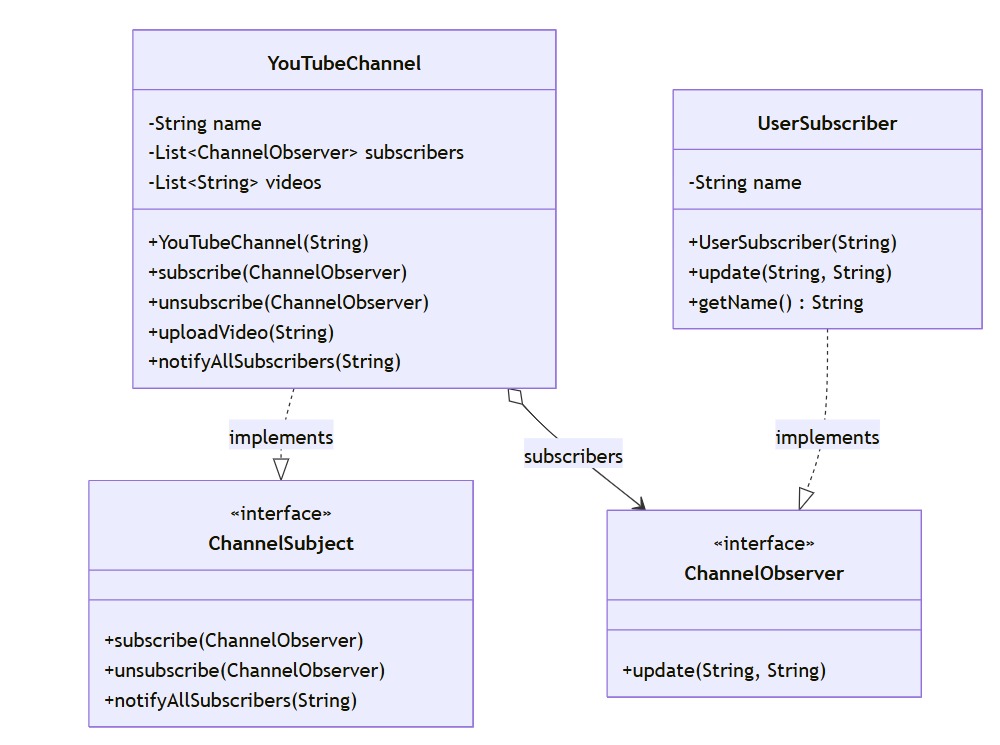 YouTubeChannel
-String name
-List<ChannelObserver> subscribers
-List<String> videos
+YouTubeChannel(String)
+subscribe(ChannelObserver)
+unsubscribe(ChannelObserver)
+uploadVideo(String)
+notifyAllSubscribers(String)
UserSubscriber
-String name
+UserSubscriber(String)
+update(String, String)
+getName() : String
implements
subscribers
implements
«interface»
ChannelSubject
+subscribe(ChannelObserver)
+unsubscribe(ChannelObserver)
+notifyAllSubscribers(String)
«interface»
ChannelObserver
+update(String, String)